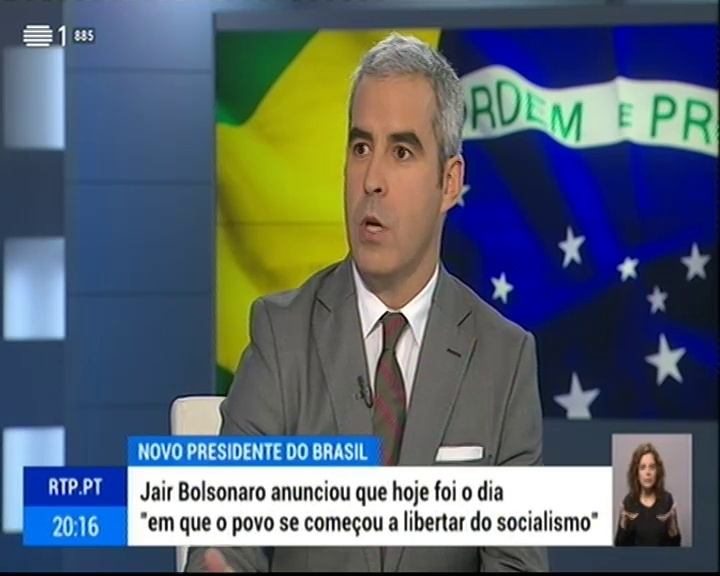 1 885
ORDEM E PR
NOVO PRESIDENTE DO BRASIL
RTP.PT
Jair Bolsonaro anunciou que hoje foi o dia
20:16
"em que o povo se começou a libertar do socialismo"